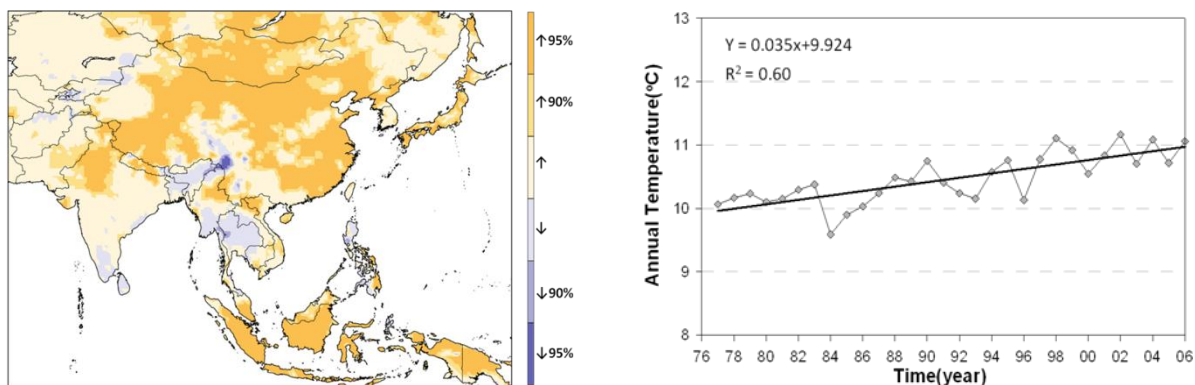 ↑95%
↑90%
↑
↓
↓90%
↓95%
Y = 0.035x+9.924
R² = 0.60
Annual Temperature(°C)
13
12
11
10
9
8
76 78 80 82 84 86 88 90 92 94 96 98 00 02 04 06
Time(year)